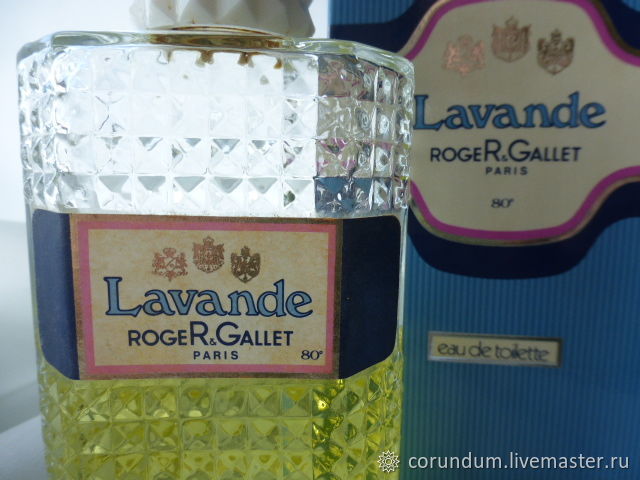 Lavande
ROGER&GALLET
PARIS
80°
Lavande
ROGER&GALLET
PARIS
80°
eau de toilette
corundum.livemaster.ru